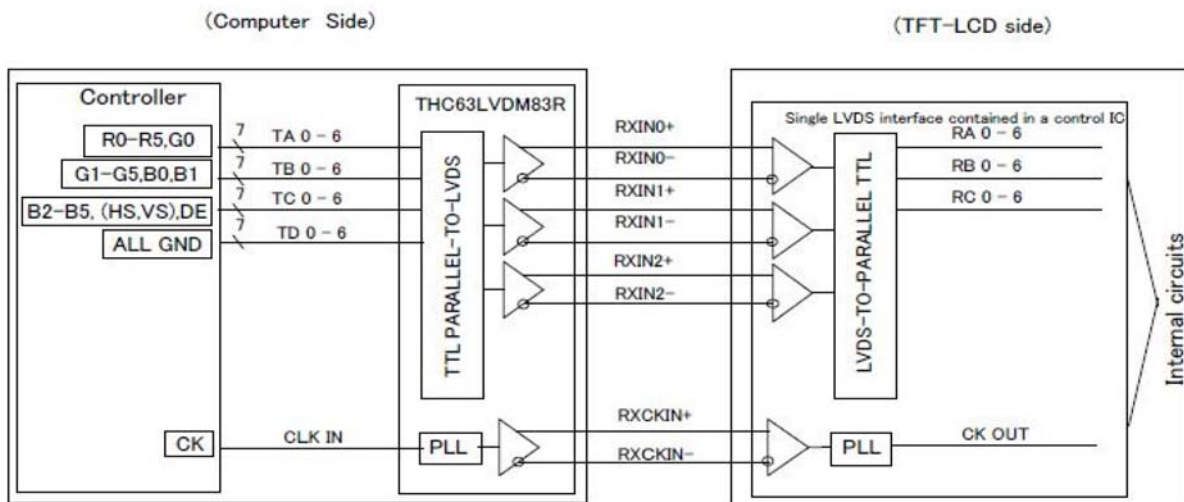 (Computer Side)
(TFT-LCD side)
Controller
THC63LVDM83R
Single LVDS interface contained in a control IC
R0-R5,G0
7
TA 0-6
RXIN0+
RA 0-6
G1-G5,B0,B1
7
TB 0-6
RXIN0-
RB 0-6
B2-B5, (HS,VS),DE
7
TC 0-6
RXIN1+
RC 0-6
ALL GND
7
TD 0-6
RXIN1-
RXIN2+
RXIN2-
TTL PARALLEL-TO-LVDS
LVDS-TO-PARALLEL TTL
Internal circuits
CK
CLK IN
PLL
RXCKIN+
RXCKIN-
PLL
CK OUT